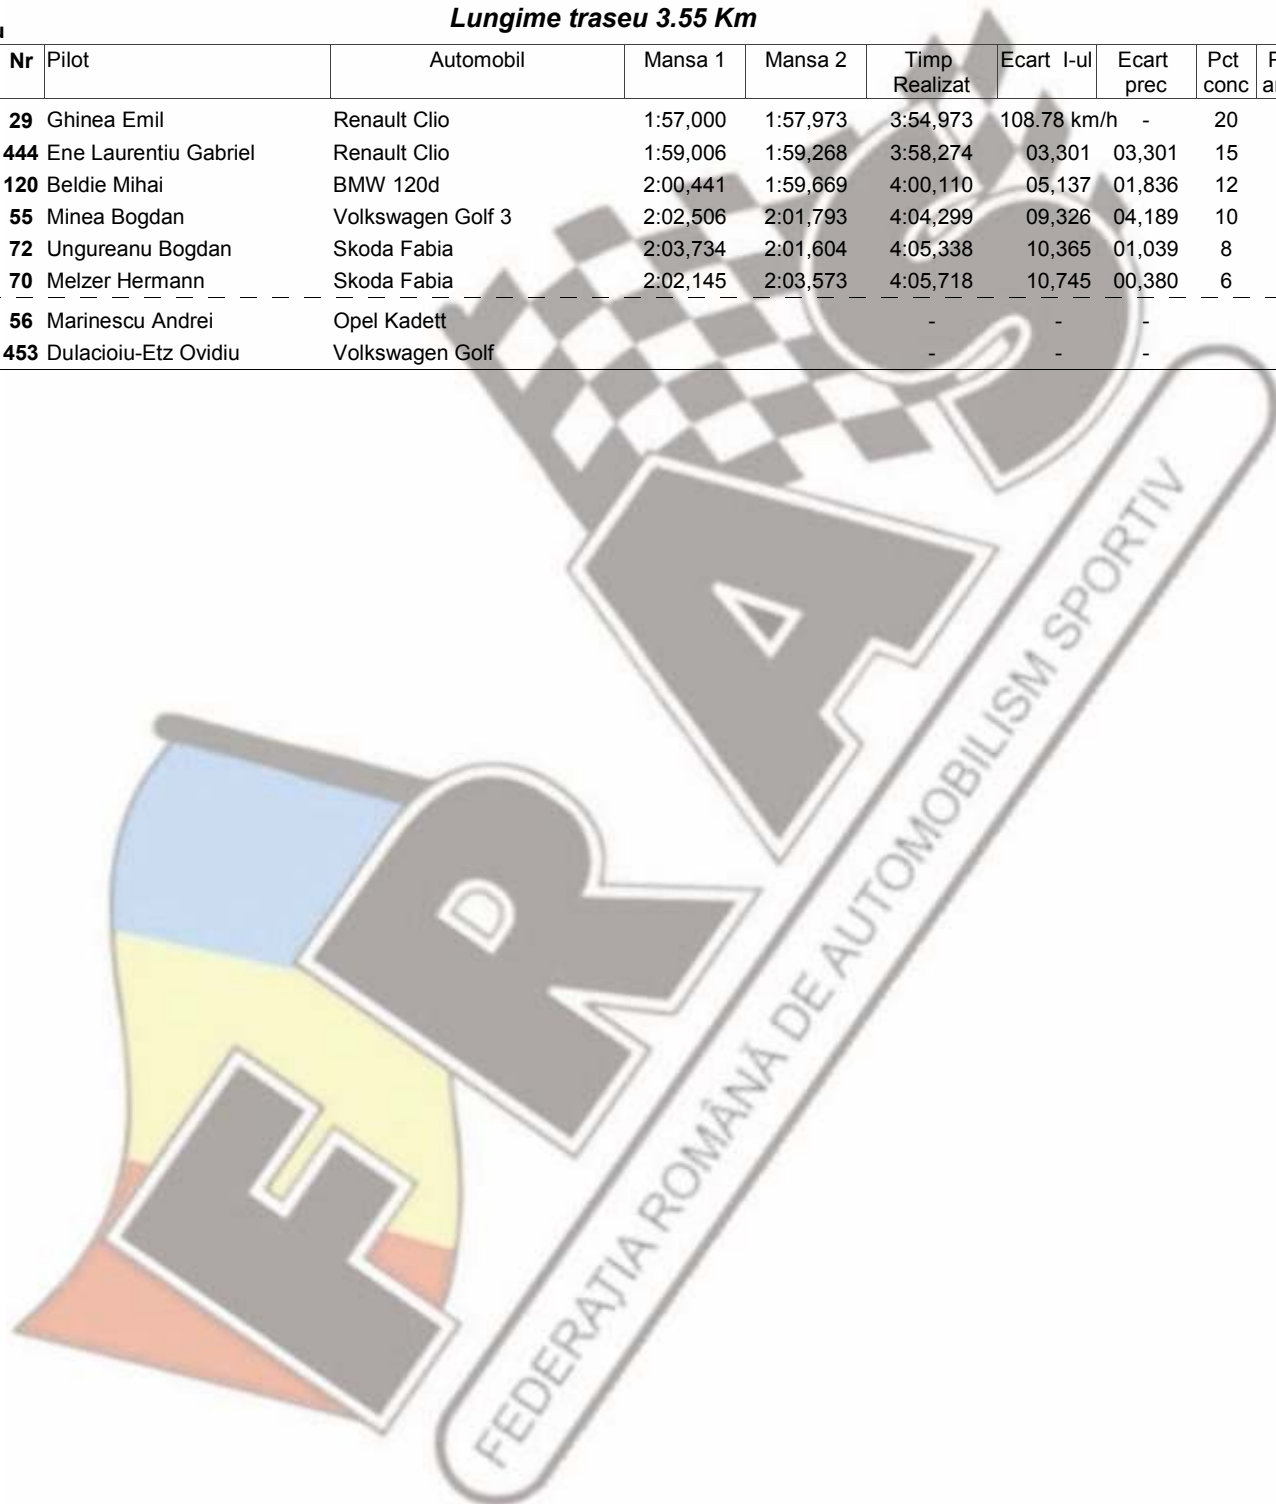 Lungime traseu 3.55 Km
u
Nr Pilot Automobil Mansa 1 Mansa 2 Timp Realizat Ecart I-ul Ecart prec Pct conc
29 Ghinea Emil Renault Clio 1:57,000 1:57,973 3:54,973 108.78 km/h - 20
444 Ene Laurentiu Gabriel Renault Clio 1:59,006 1:59,268 3:58,274 03,301 03,301 15
120 Beldie Mihai BMW 120d 2:00,441 1:59,669 4:00,110 05,137 01,836 12
55 Minea Bogdan Volkswagen Golf 3 2:02,506 2:01,793 4:04,299 09,326 04,189 10
72 Ungureanu Bogdan Skoda Fabia 2:03,734 2:01,604 4:05,338 10,365 01,039 8
70 Melzer Hermann Skoda Fabia 2:02,145 2:03,573 4:05,718 10,745 00,380 6
56 Marinescu Andrei Opel Kadett - - -
453 Dulacioiu-Etz Ovidiu Volkswagen Golf - - -
FRAS
FEDERAŢIA ROMÂNĂ DE AUTOMOBILISM SPORTIV